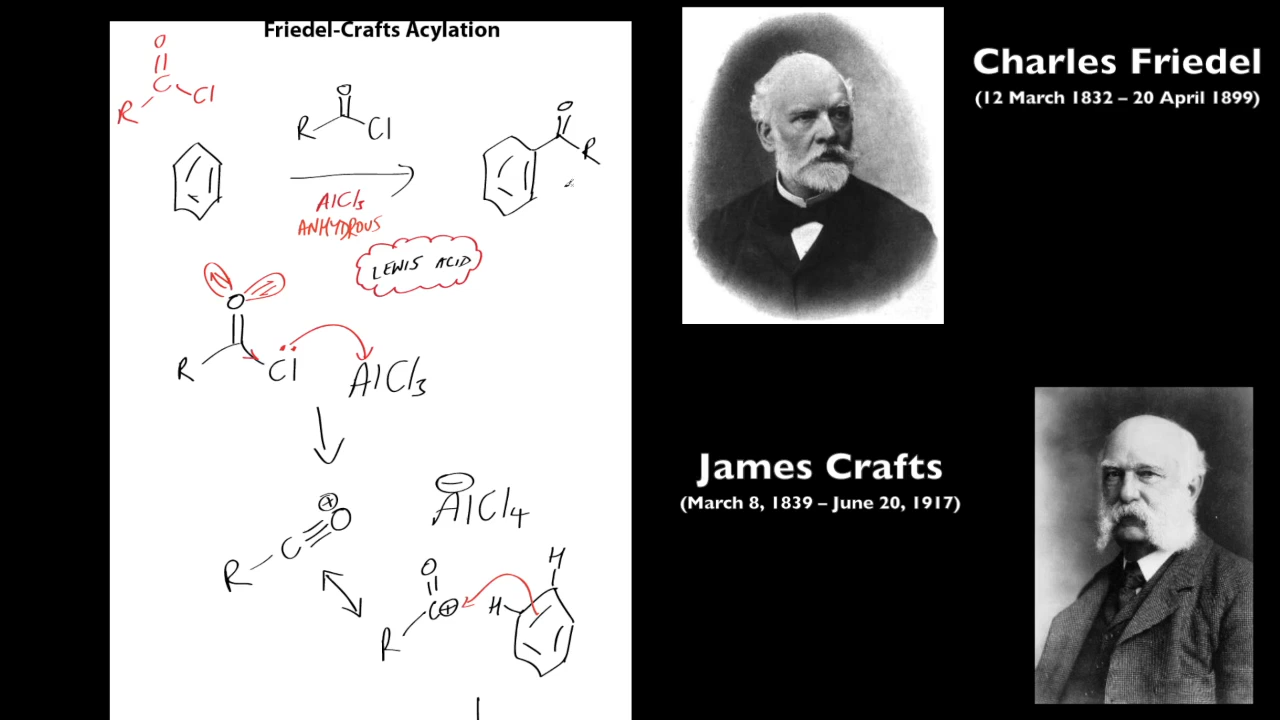 Friedel-Crafts Acylation
O
C
R
Cl
O
R
Cl
O
R
AlCl₃
ANHYDROUS
LEWIS ACID
O
R
Cl
AlCl₃
⊕
R
C
O
⊖
AlCl₄
O
C⊕
R
H
H
Charles Friedel
(12 March 1832 – 20 April 1899)
James Crafts
(March 8, 1839 – June 20, 1917)